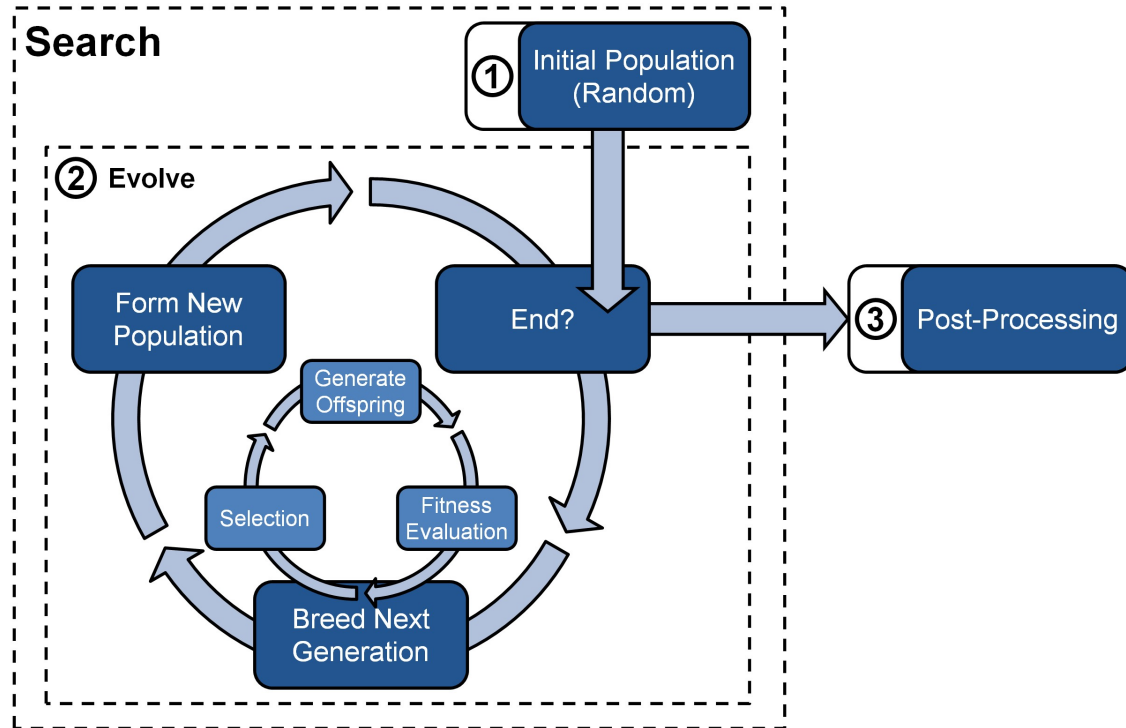 Search
1
Initial Population
(Random)
2 Evolve
Form New
Population
End?
3
Post-Processing
Generate
Offspring
Selection
Fitness
Evaluation
Breed Next
Generation